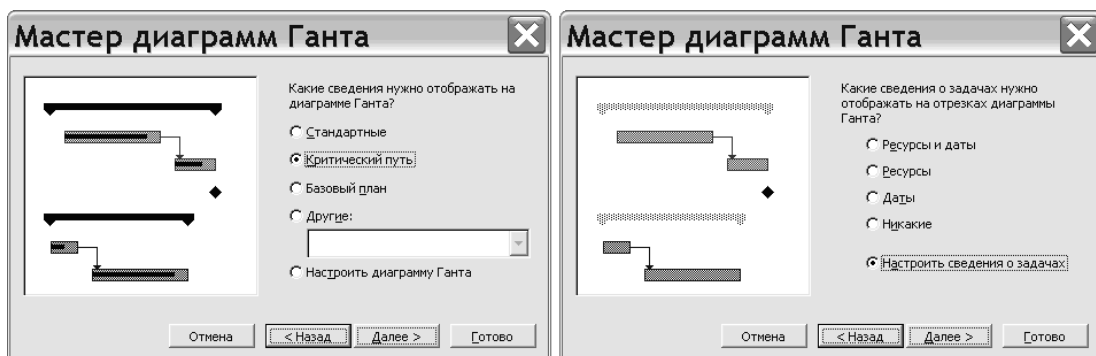 Мастер диаграмм Ганта
Какие сведения нужно отображать на
диаграмме Ганта?
Стандартные
Критический путь
Базовый план
Другие:
Настроить диаграмму Ганта
Отмена
< Назад
Далее >
Готово
Мастер диаграмм Ганта
Какие сведения о задачах нужно
отображать на отрезках диаграммы
Ганта?
Ресурсы и даты
Ресурсы
Даты
Никакие
Настроить сведения о задачах
Отмена
< Назад
Далее >
Готово